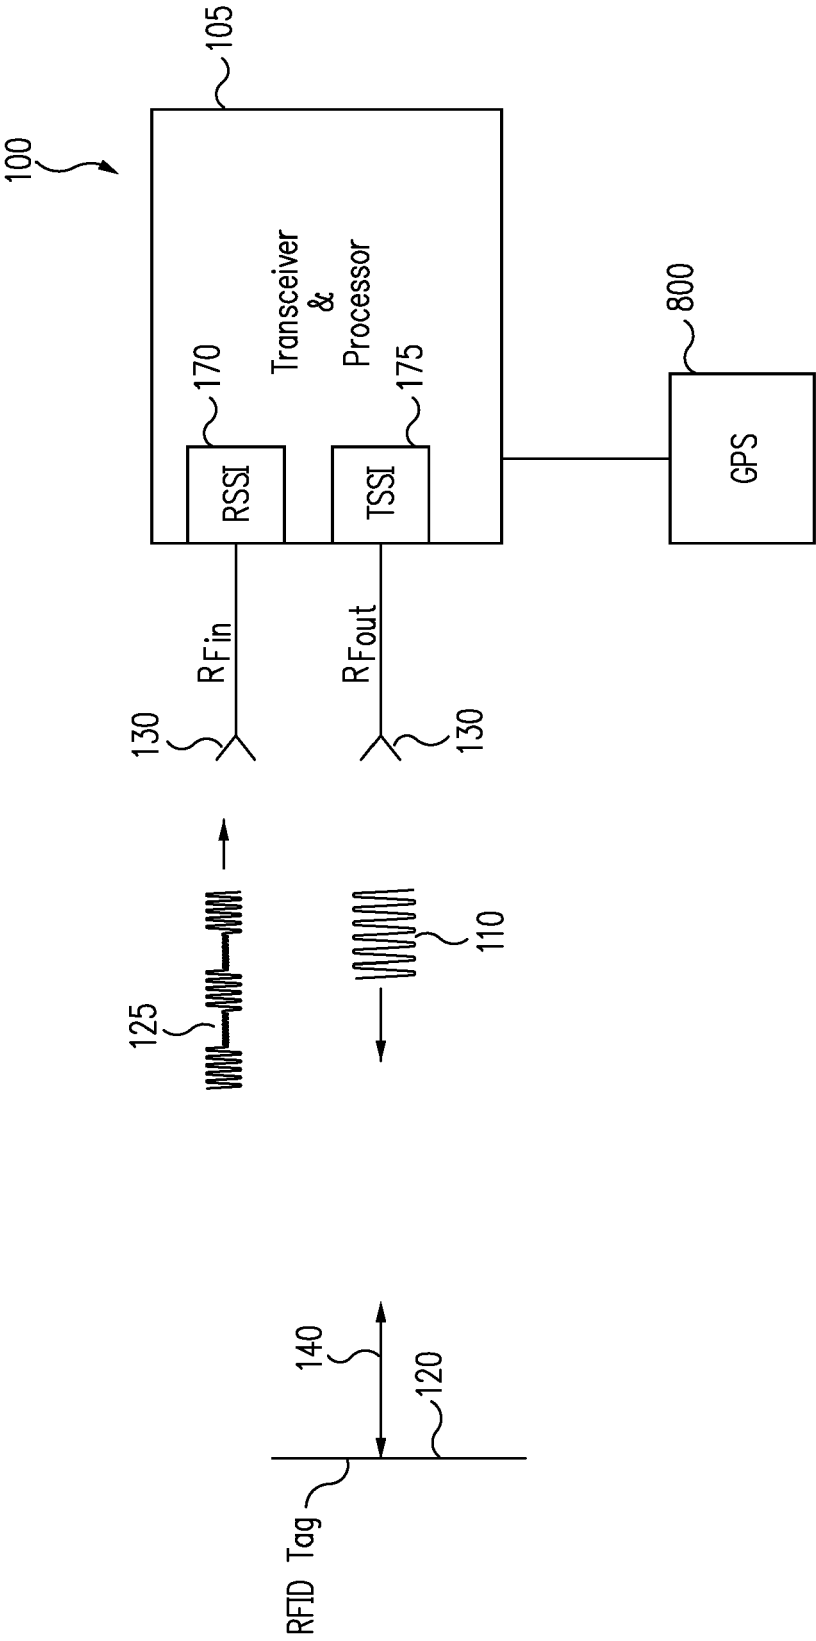 100
105
Transceiver
&
Processor
170
RSSI
175
TSSI
800
GPS
RFin
RFout
130
130
125
110
140
120
RFID Tag